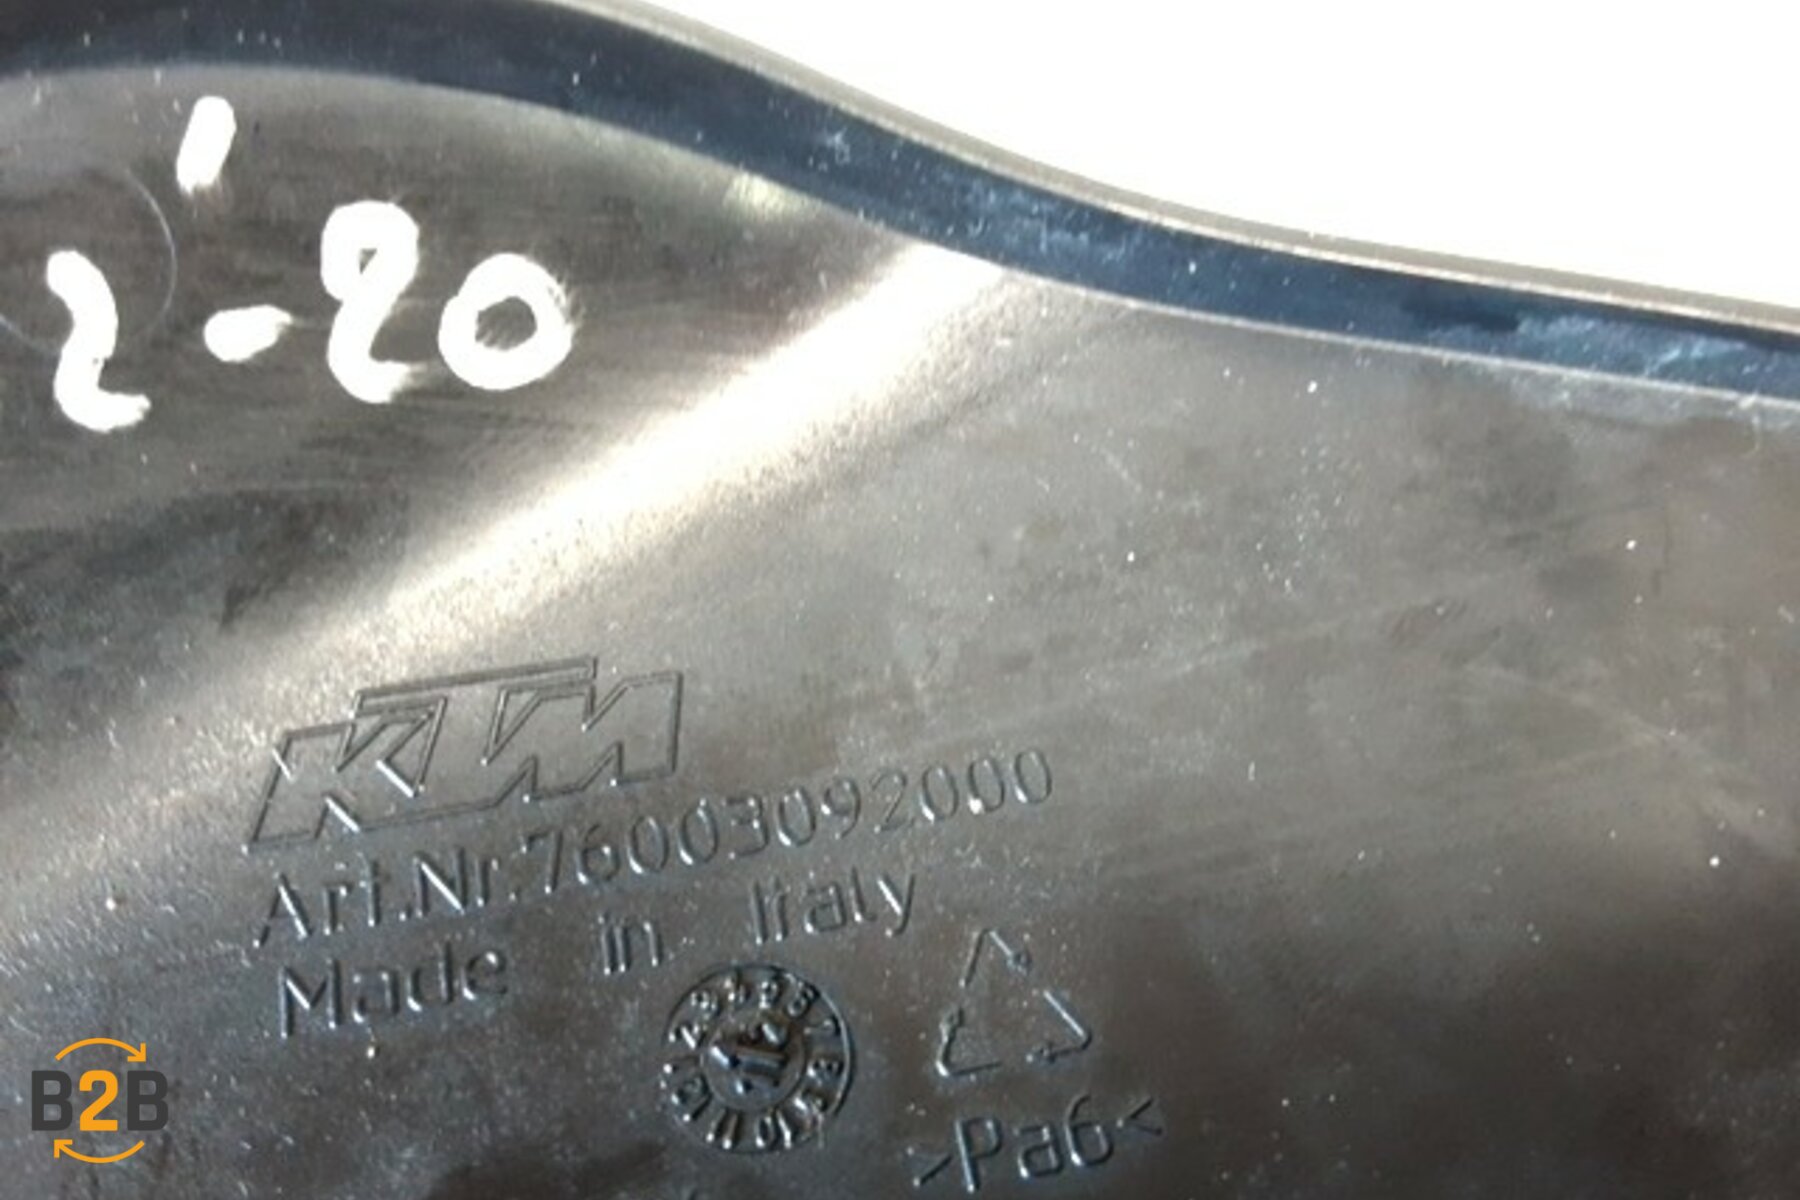 2-20
KTM
Art.Nr.76003092000
Made in Italy
>Pa6<
B2B